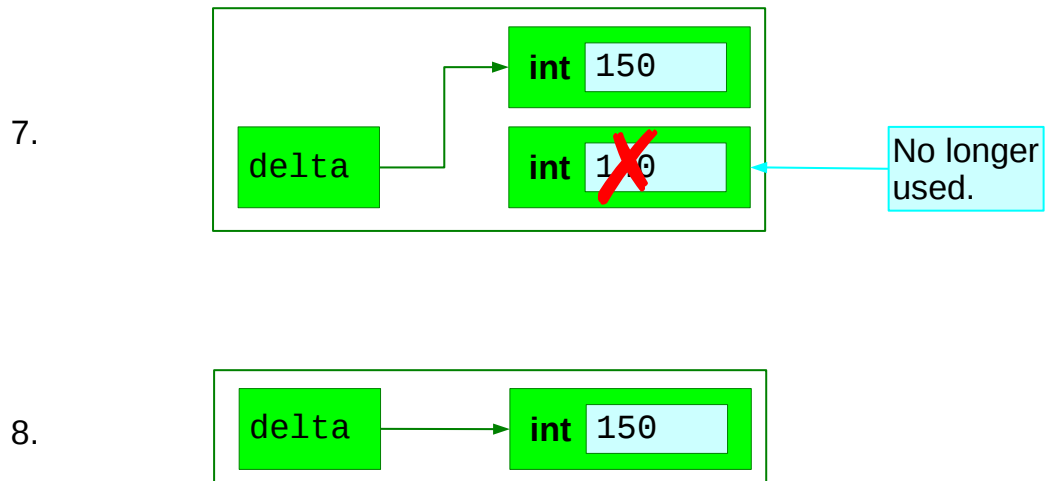 int 150
7.
delta
int
No longer
used.
8.
delta
int 150